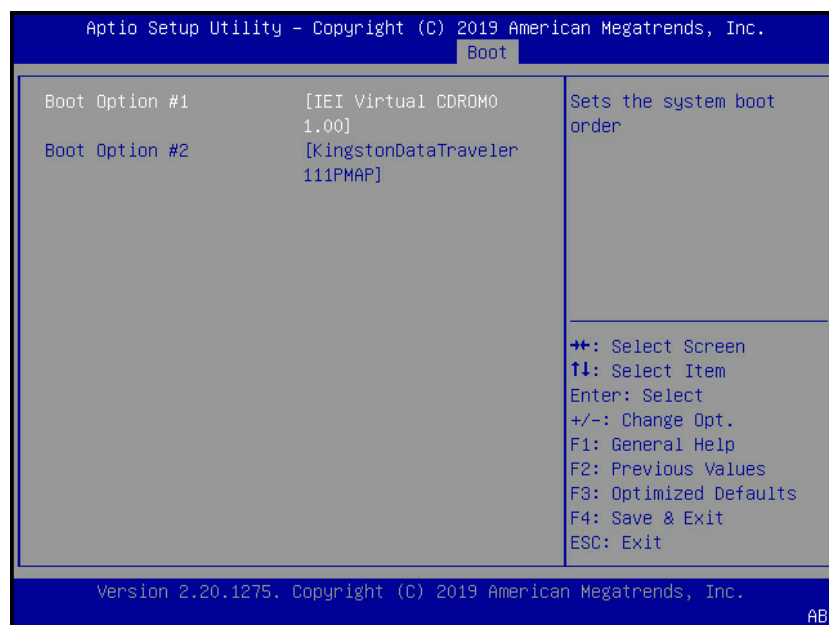 Aptio Setup Utility – Copyright (C) 2019 American Megatrends, Inc.
Boot
Boot Option #1 [IEI Virtual CDROM0
1.00]
Boot Option #2 [KingstonDataTraveler
111PMAP]
Sets the system boot
order
→←: Select Screen
↑↓: Select Item
Enter: Select
+/-: Change Opt.
F1: General Help
F2: Previous Values
F3: Optimized Defaults
F4: Save & Exit
ESC: Exit
Version 2.20.1275. Copyright (C) 2019 American Megatrends, Inc.
AB